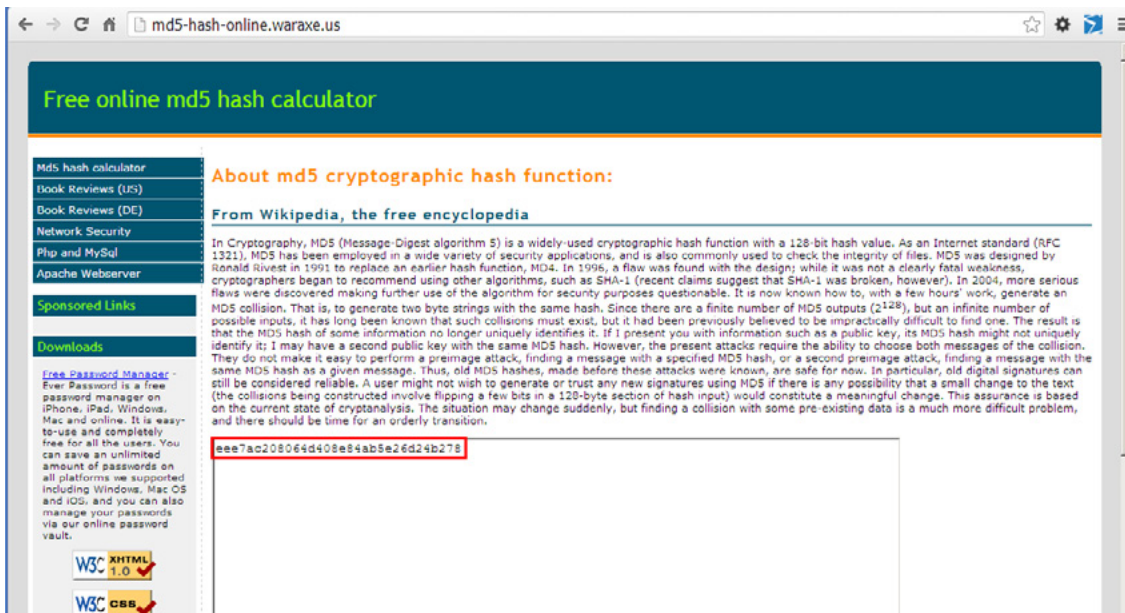 md5-hash-online.waraxe.us
Free online md5 hash calculator
Md5 hash calculator
Book Reviews (US)
Book Reviews (DE)
Network Security
Php and MySql
Apache Webserver
Sponsored Links
Downloads
Free Password Manager -
Ever Password is a free
password manager on
iPhone, iPad, Windows,
Mac and online. It is easy-
to-use and completely
free for all the users. You
can save an unlimited
amount of passwords on
all platforms we supported
including Windows, Mac OS
and iOS, and you can also
manage your passwords
via our online password
vault.
W3C XHTML 1.0
W3C css
About md5 cryptographic hash function:
From Wikipedia, the free encyclopedia
In Cryptography, MD5 (Message-Digest algorithm 5) is a widely-used cryptographic hash function with a 128-bit hash value. As an Internet standard (RFC
1321), MD5 has been employed in a wide variety of security applications, and is also commonly used to check the integrity of files. MD5 was designed by
Ronald Rivest in 1991 to replace an earlier hash function, MD4. In 1996, a flaw was found with the design; while it was not a clearly fatal weakness,
cryptographers began to recommend using other algorithms, such as SHA-1 (recent claims suggest that SHA-1 was broken, however). In 2004, more serious
flaws were discovered making further use of the algorithm for security purposes questionable. It is now known how to, with a few hours' work, generate an
MD5 collision. That is, to generate two byte strings with the same hash. Since there are a finite number of MD5 outputs (2^128), but an infinite number of
possible inputs, it has long been known that such collisions must exist, but it had been previously believed to be impractically difficult to find one. The result is
that the MD5 hash of some information no longer uniquely identifies it. If I present you with information such as a public key, its MD5 hash might not uniquely
identify it; I may have a second public key with the same MD5 hash. However, the present attacks require the ability to choose both messages of the collision.
They do not make it easy to perform a preimage attack, finding a message with a specified MD5 hash, or a second preimage attack, finding a message with the
same MD5 hash as a given message. Thus, old MD5 hashes, made before these attacks were known, are safe for now. In particular, old digital signatures can
still be considered reliable. A user might not wish to generate or trust any new signatures using MD5 if there is any possibility that a small change to the text
(the collisions being constructed involve flipping a few bits in a 128-byte section of hash input) would constitute a meaningful change. This assurance is based
on the current state of cryptanalysis. The situation may change suddenly, but finding a collision with some pre-existing data is a much more difficult problem,
and there should be time for an orderly transition.
eee7ac208064d408e84ab5e26d24b278